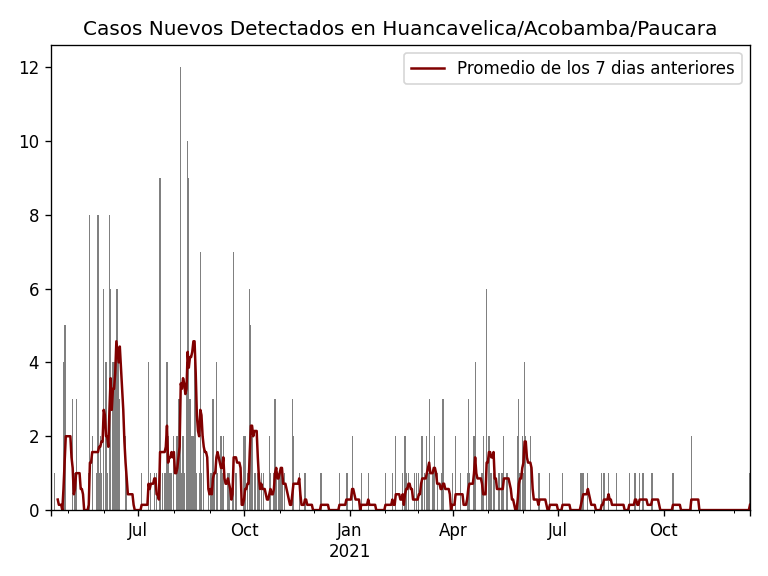 Casos Nuevos Detectados en Huancavelica/Acobamba/Paucara
Promedio de los 7 dias anteriores
12
10
8
6
4
2
0
Jul
Oct
Jan
2021
Apr
Jul
Oct